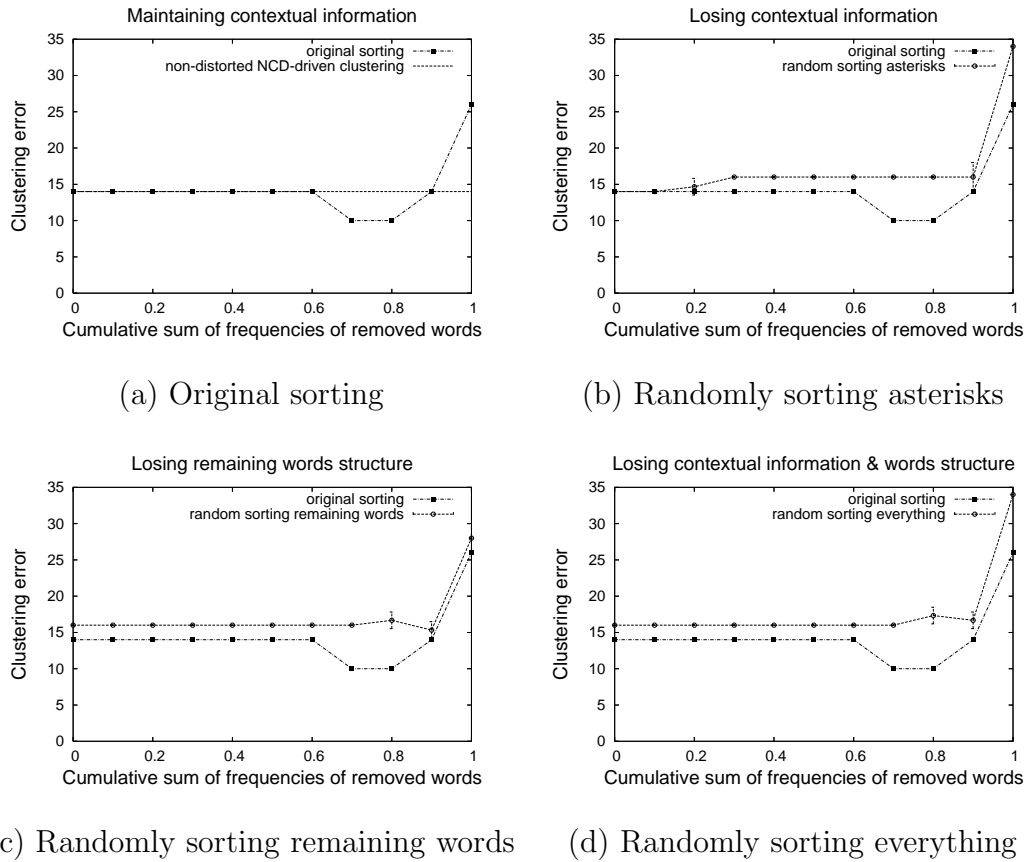 Maintaining contextual information
35
30
25
20
15
10
5
0
Clustering error
original sorting
non-distorted NCD-driven clustering
0 0.2 0.4 0.6 0.8 1
Cumulative sum of frequencies of removed words
(a) Original sorting
Losing contextual information
35
30
25
20
15
10
5
0
Clustering error
original sorting
random sorting asterisks
0 0.2 0.4 0.6 0.8 1
Cumulative sum of frequencies of removed words
(b) Randomly sorting asterisks
Losing remaining words structure
35
30
25
20
15
10
5
0
Clustering error
original sorting
random sorting remaining words
0 0.2 0.4 0.6 0.8 1
Cumulative sum of frequencies of removed words
c) Randomly sorting remaining words
Losing contextual information & words structure
35
30
25
20
15
10
5
0
Clustering error
original sorting
random sorting everything
0 0.2 0.4 0.6 0.8 1
Cumulative sum of frequencies of removed words
(d) Randomly sorting everything